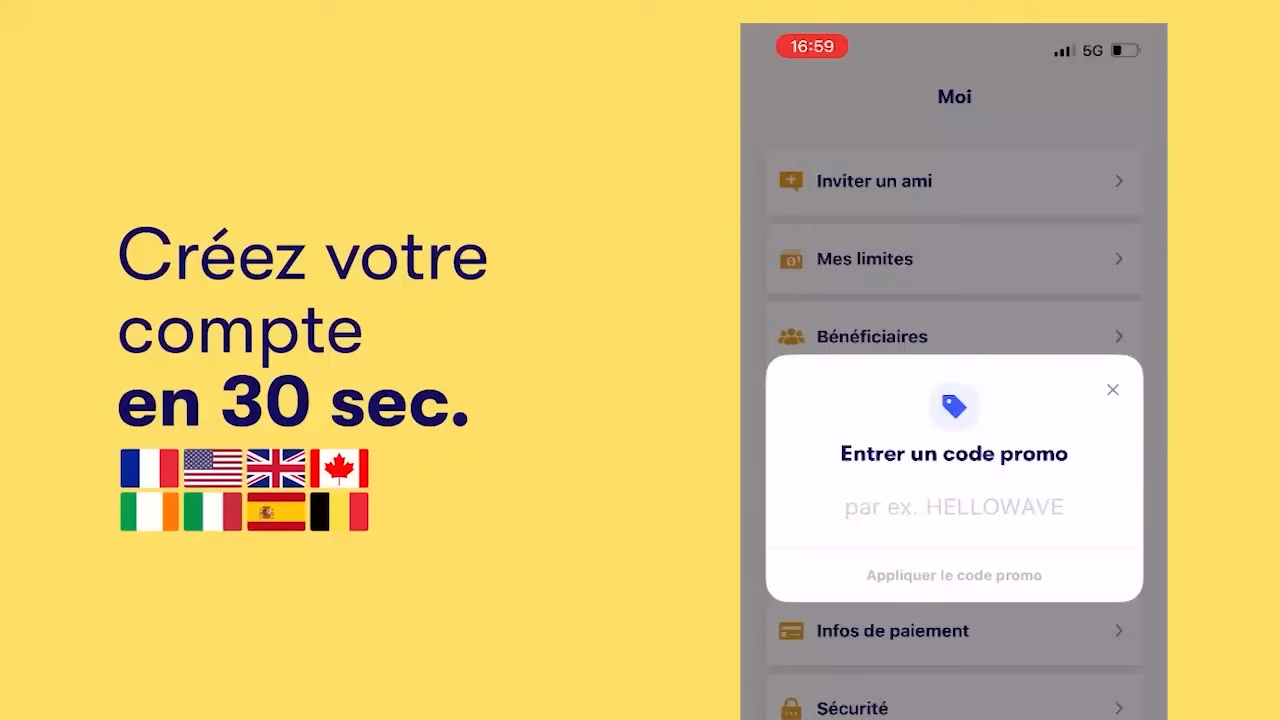 Créez votre
compte
en 30 sec.
16:59
5G
Moi
Inviter un ami
Mes limites
Bénéficiaires
Entrer un code promo
par ex. HELLOWAVE
Appliquer le code promo
Infos de paiement
Sécurité